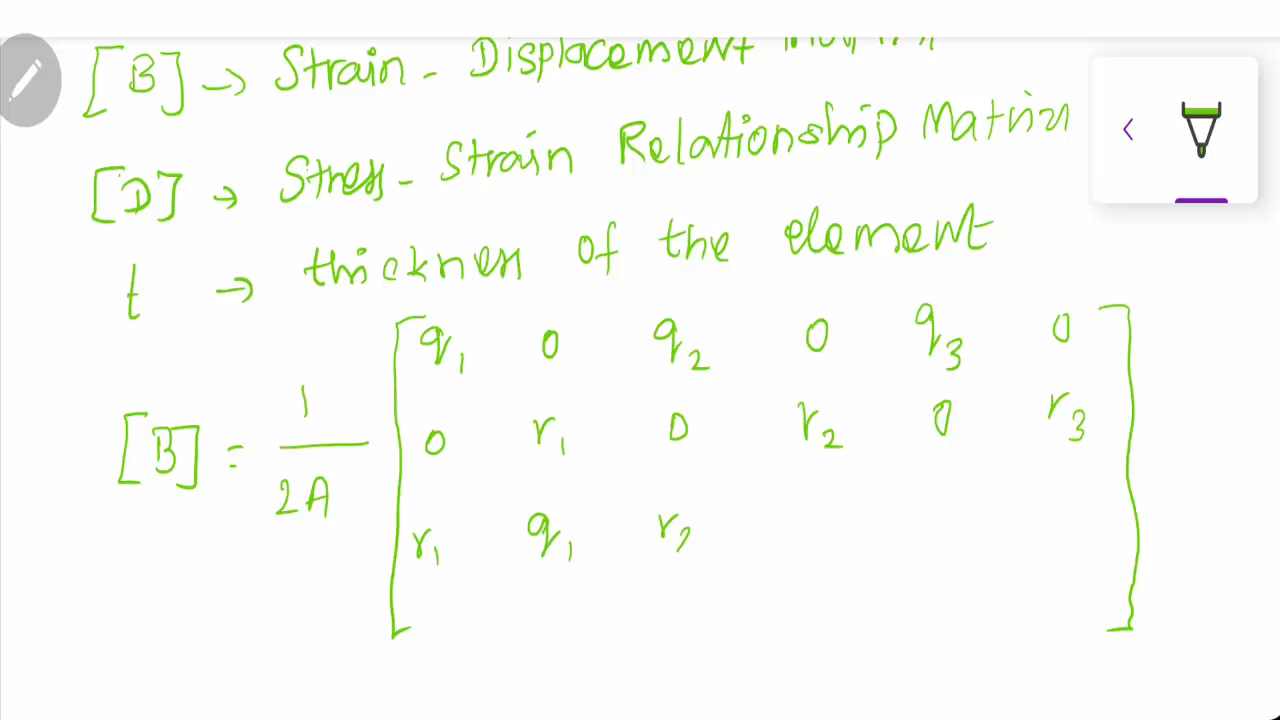 [B] → Strain - Displacement
[D] → Stress - Strain Relationship Matrix
t → thickness of the element
[B] = 1/2A [ q₁ 0 q₂ 0 q₃ 0
0 r₁ 0 r₂ 0 r₃
r₁ q₁ r₂ ]